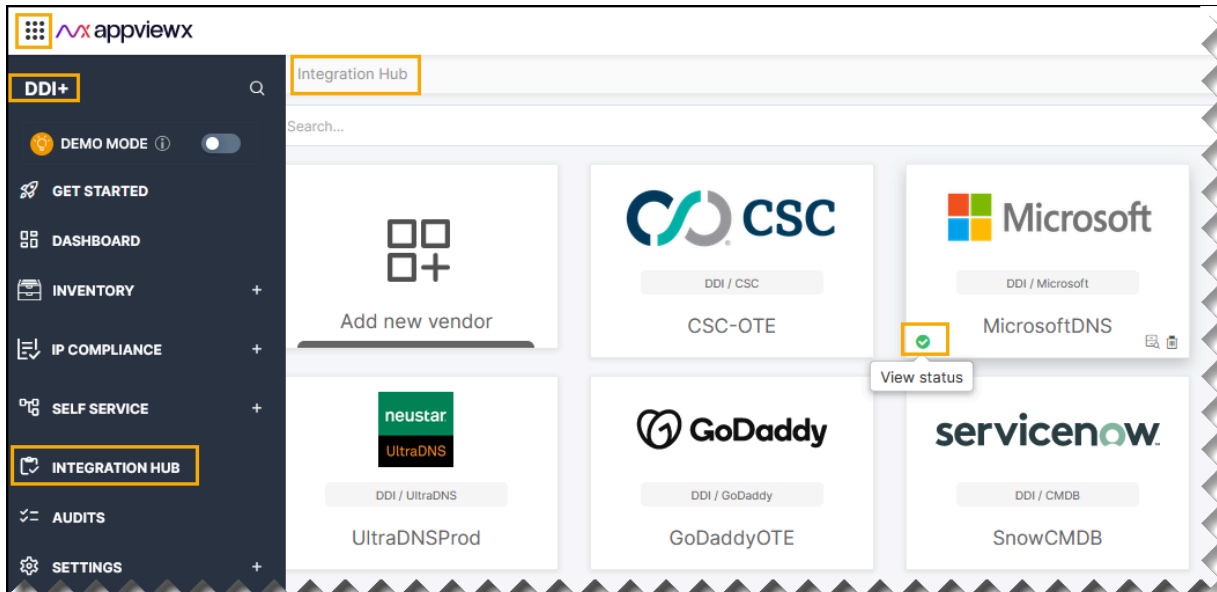 appviewx
DDI+
Integration Hub
Search...
DEMO MODE
GET STARTED
DASHBOARD
INVENTORY +
IP COMPLIANCE +
SELF SERVICE +
INTEGRATION HUB
AUDITS
SETTINGS +
Add new vendor
CSC
DDI / CSC
CSC-OTE
Microsoft
DDI / Microsoft
MicrosoftDNS
View status
neustar
UltraDNS
DDI / UltraDNS
UltraDNSProd
GoDaddy
DDI / GoDaddy
GoDaddyOTE
servicenow
DDI / CMDB
SnowCMDB